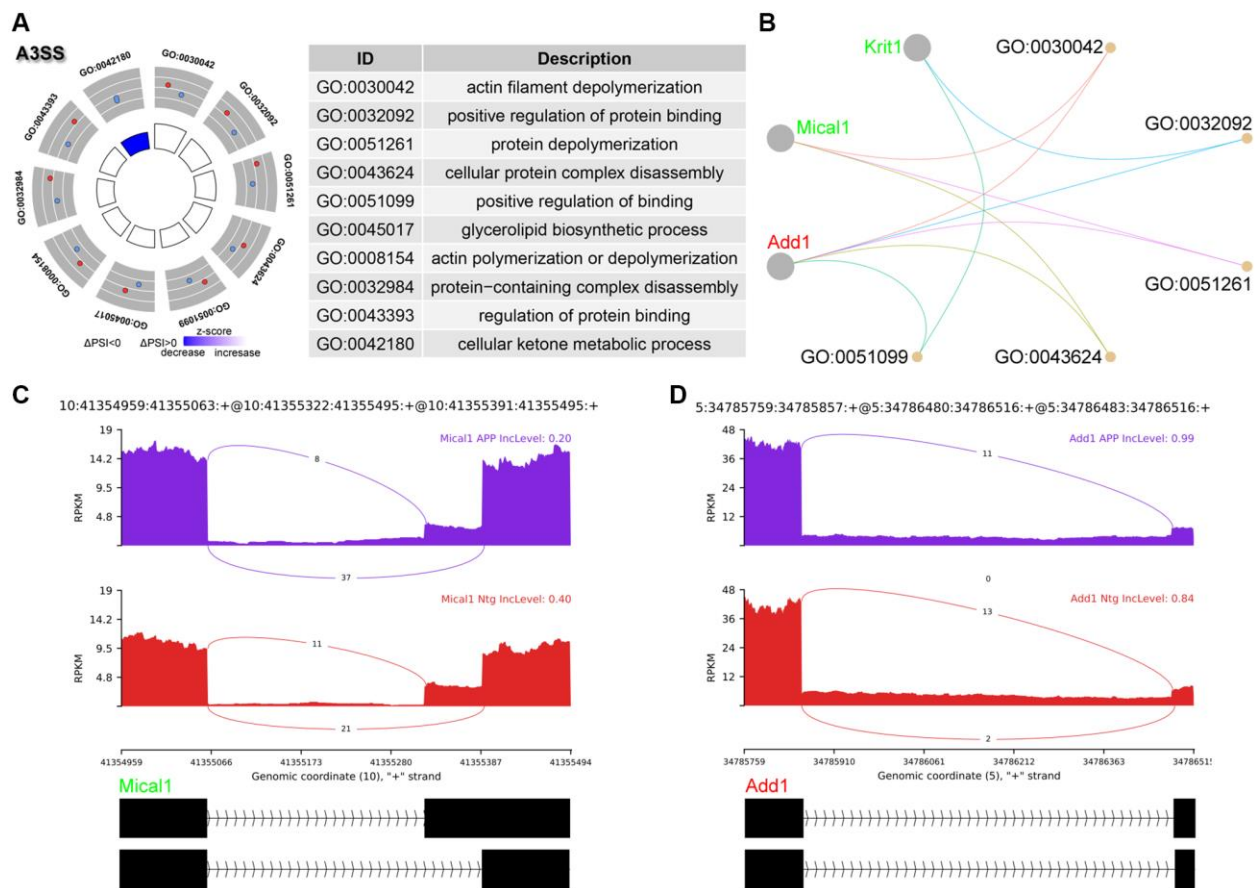 A
A3SS
GO:0042180
GO:0030042
GO:0032092
GO:0051261
GO:0043624
GO:0051099
GO:0045017
GO:0008154
GO:0032984
GO:0043393
z-score
ΔPSI<0
ΔPSI>0
decrease
incresase
ID Description
GO:0030042 actin filament depolymerization
GO:0032092 positive regulation of protein binding
GO:0051261 protein depolymerization
GO:0043624 cellular protein complex disassembly
GO:0051099 positive regulation of binding
GO:0045017 glycerolipid biosynthetic process
GO:0008154 actin polymerization or depolymerization
GO:0032984 protein−containing complex disassembly
GO:0043393 regulation of protein binding
GO:0042180 cellular ketone metabolic process
B
Krit1
GO:0030042
Mical1
GO:0032092
Add1
GO:0051261
GO:0051099
GO:0043624
C
10:41354959:41355063:+@10:41355322:41355495:+@10:41355391:41355495:+
19
14.2
9.5
4.8
RPKM
Mical1 APP IncLevel: 0.20
8
37
19
14.2
9.5
4.8
RPKM
Mical1 Ntg IncLevel: 0.40
11
21
41354959 41355066 41355173 41355280 41355387 41355494
Genomic coordinate (10), "+" strand
Mical1
D
5:34785759:34785857:+@5:34786480:34786516:+@5:34786483:34786516:+
48
36
24
12
RPKM
Add1 APP IncLevel: 0.99
11
0
48
36
24
12
RPKM
Add1 Ntg IncLevel: 0.84
13
2
34785759 34785910 34786061 34786212 34786363 3478651
Genomic coordinate (5), "+" strand
Add1